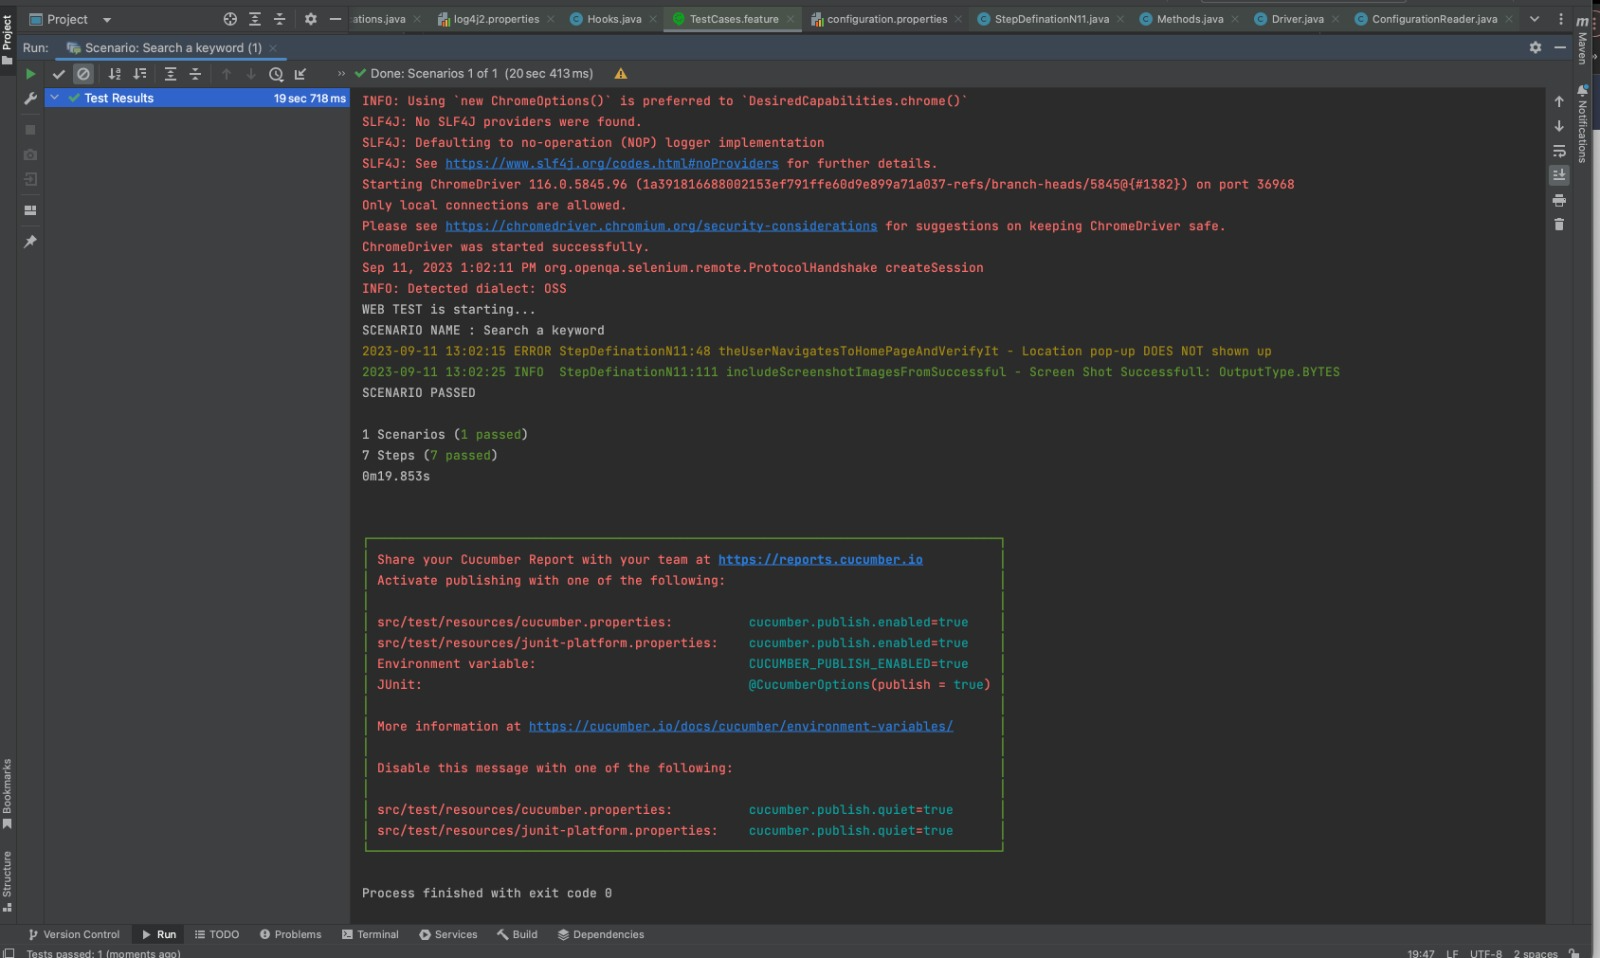 Project
ations.java
log4j2.properties
Hooks.java
TestCases.feature
configuration.properties
StepDefinationN11.java
Methods.java
Driver.java
ConfigurationReader.java
Run:
Scenario: Search a keyword (1)
Done: Scenarios 1 of 1 (20 sec 413 ms)
Test Results
19 sec 718 ms
INFO: Using `new ChromeOptions()` is preferred to `DesiredCapabilities.chrome()`
SLF4J: No SLF4J providers were found.
SLF4J: Defaulting to no-operation (NOP) logger implementation
SLF4J: See https://www.slf4j.org/codes.html#noProviders for further details.
Starting ChromeDriver 116.0.5845.96 (1a391816688002153ef791ffe60d9e899a71a037-refs/branch-heads/5845@{#1382}) on port 36968
Only local connections are allowed.
Please see https://chromedriver.chromium.org/security-considerations for suggestions on keeping ChromeDriver safe.
ChromeDriver was started successfully.
Sep 11, 2023 1:02:11 PM org.openqa.selenium.remote.ProtocolHandshake createSession
INFO: Detected dialect: OSS
WEB TEST is starting...
SCENARIO NAME : Search a keyword
2023-09-11 13:02:15 ERROR StepDefinationN11:48 theUserNavigatesToHomePageAndVerifyIt - Location pop-up DOES NOT shown up
2023-09-11 13:02:25 INFO  StepDefinationN11:111 includeScreenshotImagesFromSuccessful - Screen Shot Successfull: OutputType.BYTES
SCENARIO PASSED
1 Scenarios (1 passed)
7 Steps (7 passed)
0m19.853s
Share your Cucumber Report with your team at https://reports.cucumber.io
Activate publishing with one of the following:
src/test/resources/cucumber.properties: cucumber.publish.enabled=true
src/test/resources/junit-platform.properties: cucumber.publish.enabled=true
Environment variable: CUCUMBER_PUBLISH_ENABLED=true
JUnit: @CucumberOptions(publish = true)
More information at https://cucumber.io/docs/cucumber/environment-variables/
Disable this message with one of the following:
src/test/resources/cucumber.properties: cucumber.publish.quiet=true
src/test/resources/junit-platform.properties: cucumber.publish.quiet=true
Process finished with exit code 0
Project
Bookmarks
Structure
m
Maven
Notifications
Version Control
Run
TODO
Problems
Terminal
Services
Build
Dependencies
Tests passed: 1 (moments ago)
19:47 LF UTF-8 2 spaces